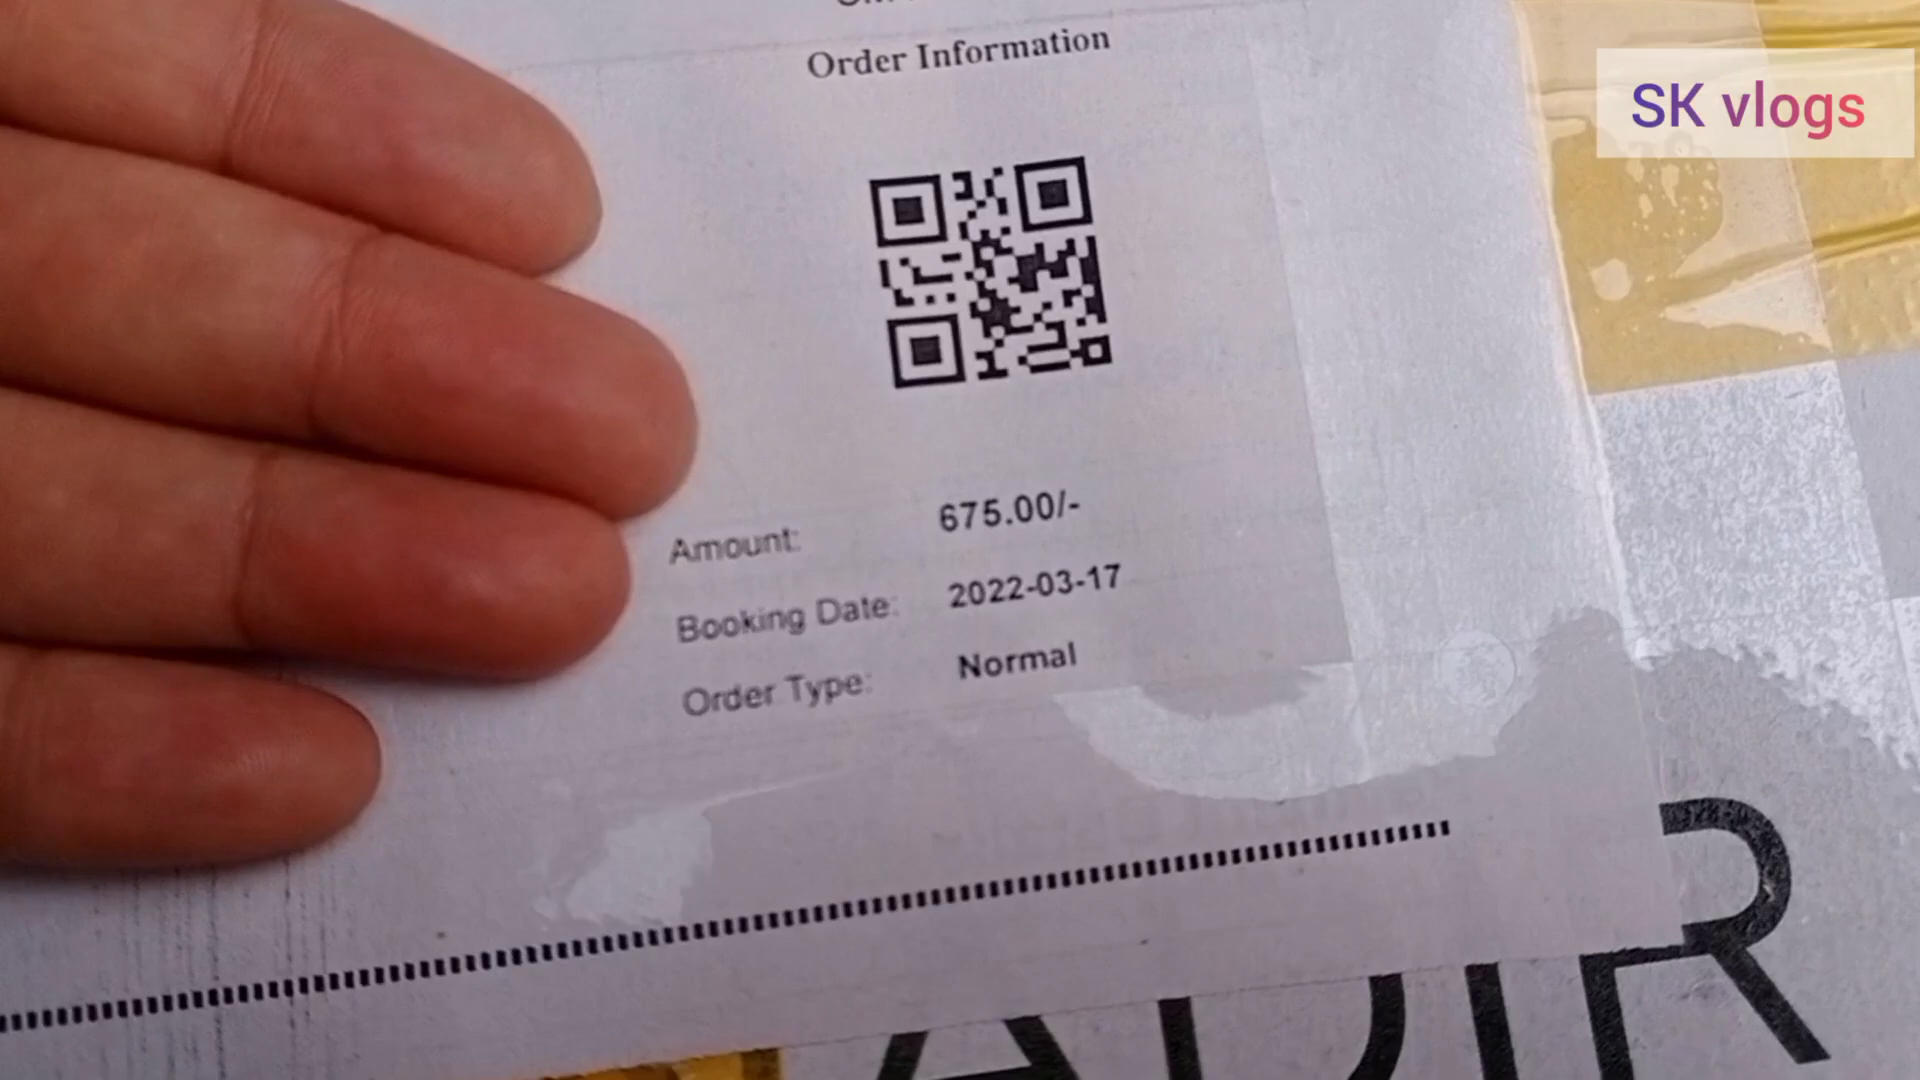 Order Information
SK vlogs
Amount: 675.00/-
Booking Date: 2022-03-17
Order Type: Normal